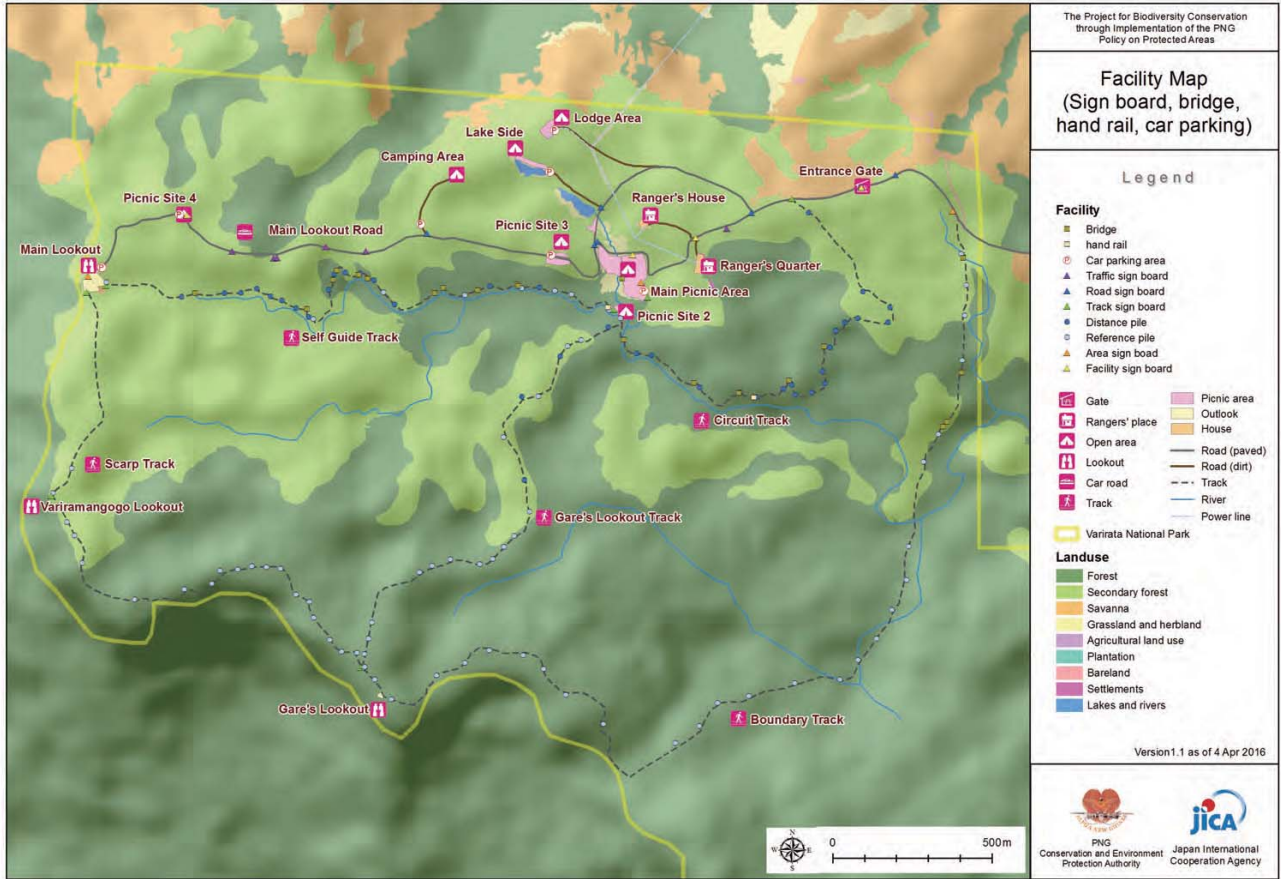 The Project for Biodiversity Conservation
through Implementation of the PNG
Policy on Protected Areas
Facility Map
(Sign board, bridge,
hand rail, car parking)
Legend
Facility
Bridge
hand rail
Car parking area
Traffic sign board
Road sign board
Track sign board
Distance pile
Reference pile
Area sign boad
Facility sign board
Gate
Rangers' place
Open area
Lookout
Car road
Track
Picnic area
Outlook
House
Road (paved)
Road (dirt)
Track
River
Power line
Varirata National Park
Landuse
Forest
Secondary forest
Savanna
Grassland and herbland
Agricultural land use
Plantation
Bareland
Settlements
Lakes and rivers
Version1.1 as of 4 Apr 2016
PNG
Conservation and Environment
Protection Authority
JICA
Japan International
Cooperation Agency
Lodge Area
Lake Side
Camping Area
Entrance Gate
Picnic Site 4
Ranger's House
Main Lookout Road
Picnic Site 3
Main Lookout
Ranger's Quarter
Main Picnic Area
Picnic Site 2
Self Guide Track
Circuit Track
Scarp Track
Variramangogo Lookout
Gare's Lookout Track
Gare's Lookout
Boundary Track
N
W E
S
0 500m
P
P
P
P
P
P
P
P